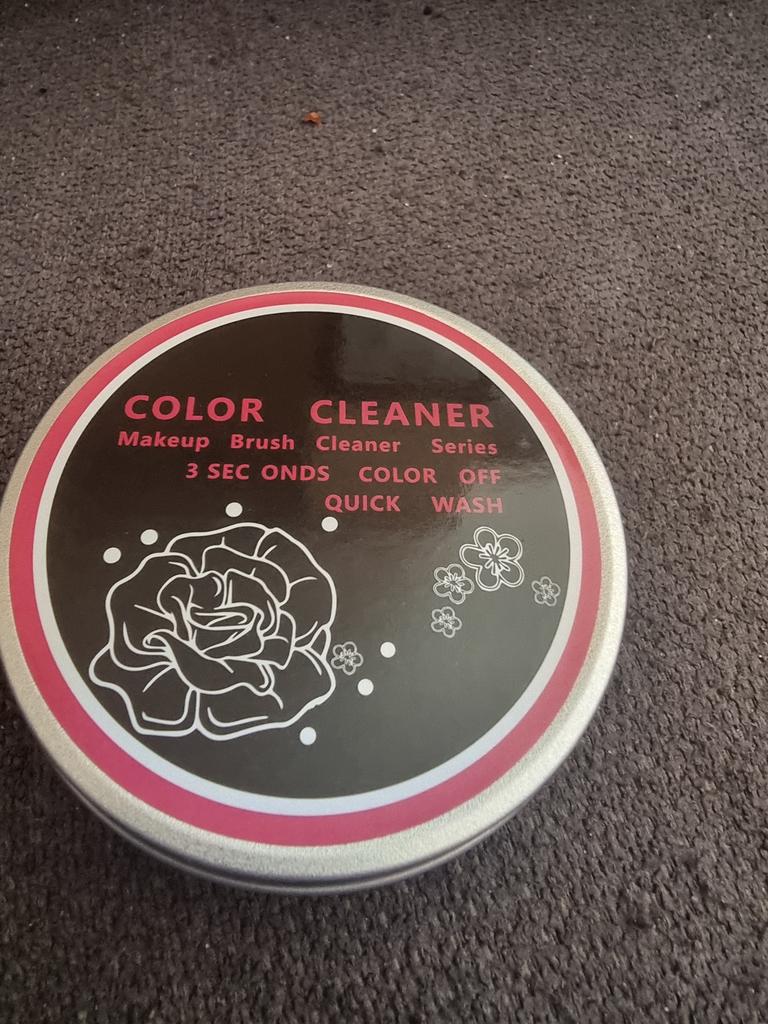 COLOR CLEANER
Makeup Brush Cleaner Series
3 SEC ONDS COLOR OFF
QUICK WASH